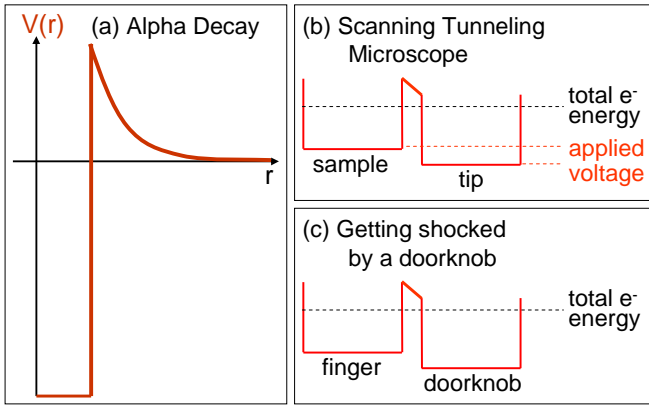 V(r)
(a) Alpha Decay
r
(b) Scanning Tunneling
Microscope
total e-
energy
applied
voltage
sample
tip
(c) Getting shocked
by a doorknob
total e-
energy
finger
doorknob